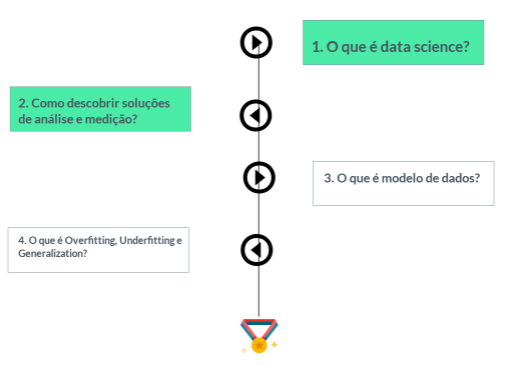 1. O que é data science?
2. Como descobrir soluções
de análise e medição?
3. O que é modelo de dados?
4. O que é Overfitting, Underfitting e
Generalization?